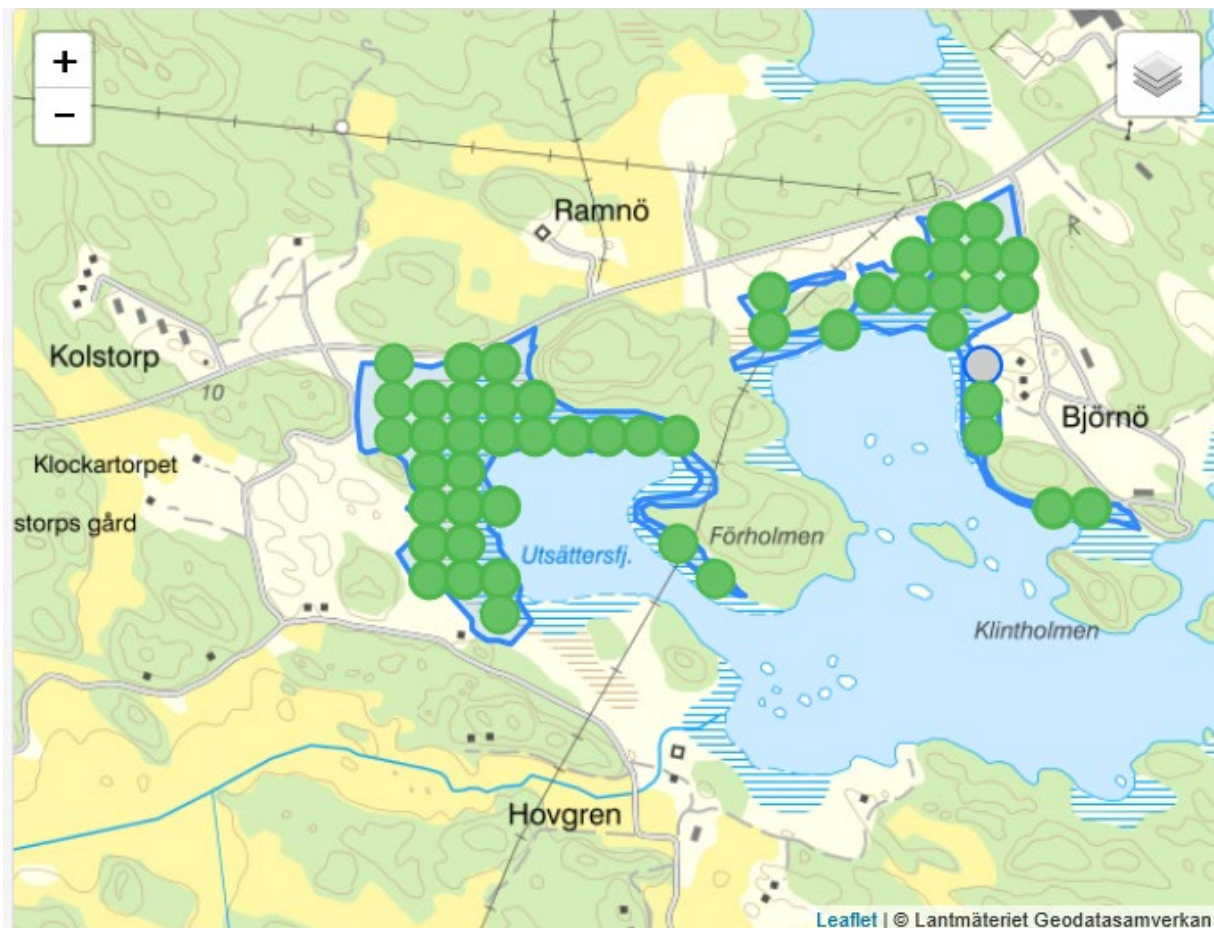 +
−
Ramnö
Kolstorp
10
Björnö
Klockartorpet
storps gård
Förholmen
Utsättersfj.
Klintholmen
Hovgren
R
Leaflet | © Lantmäteriet Geodatasamverkan